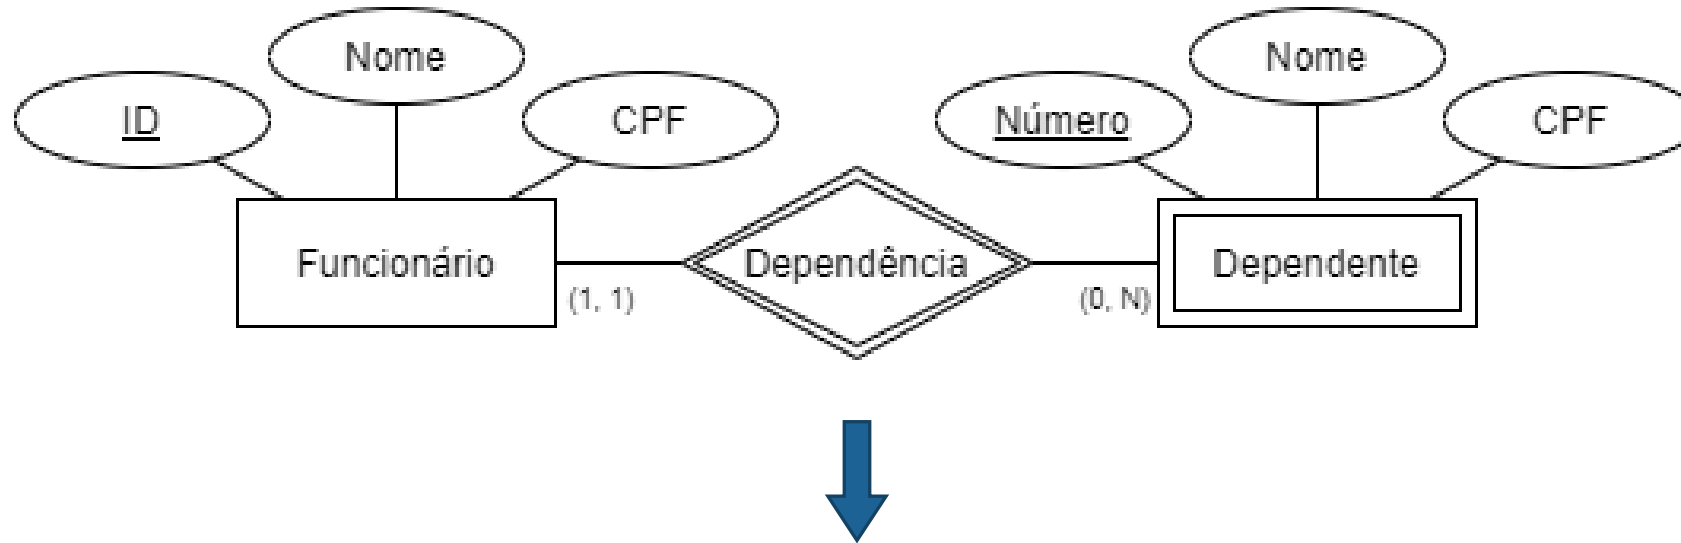 Nome
Nome
ID
CPF
Número
CPF
Funcionário
Dependência
Dependente
(1, 1)
(0, N)